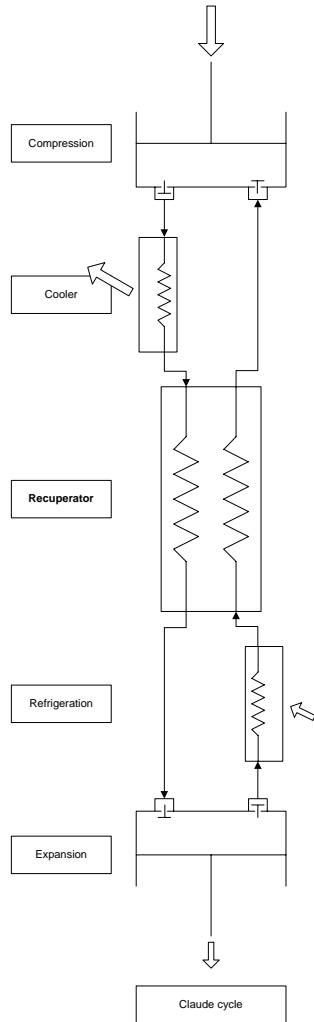 Compression
Cooler
Recuperator
Refrigeration
Expansion
Claude cycle